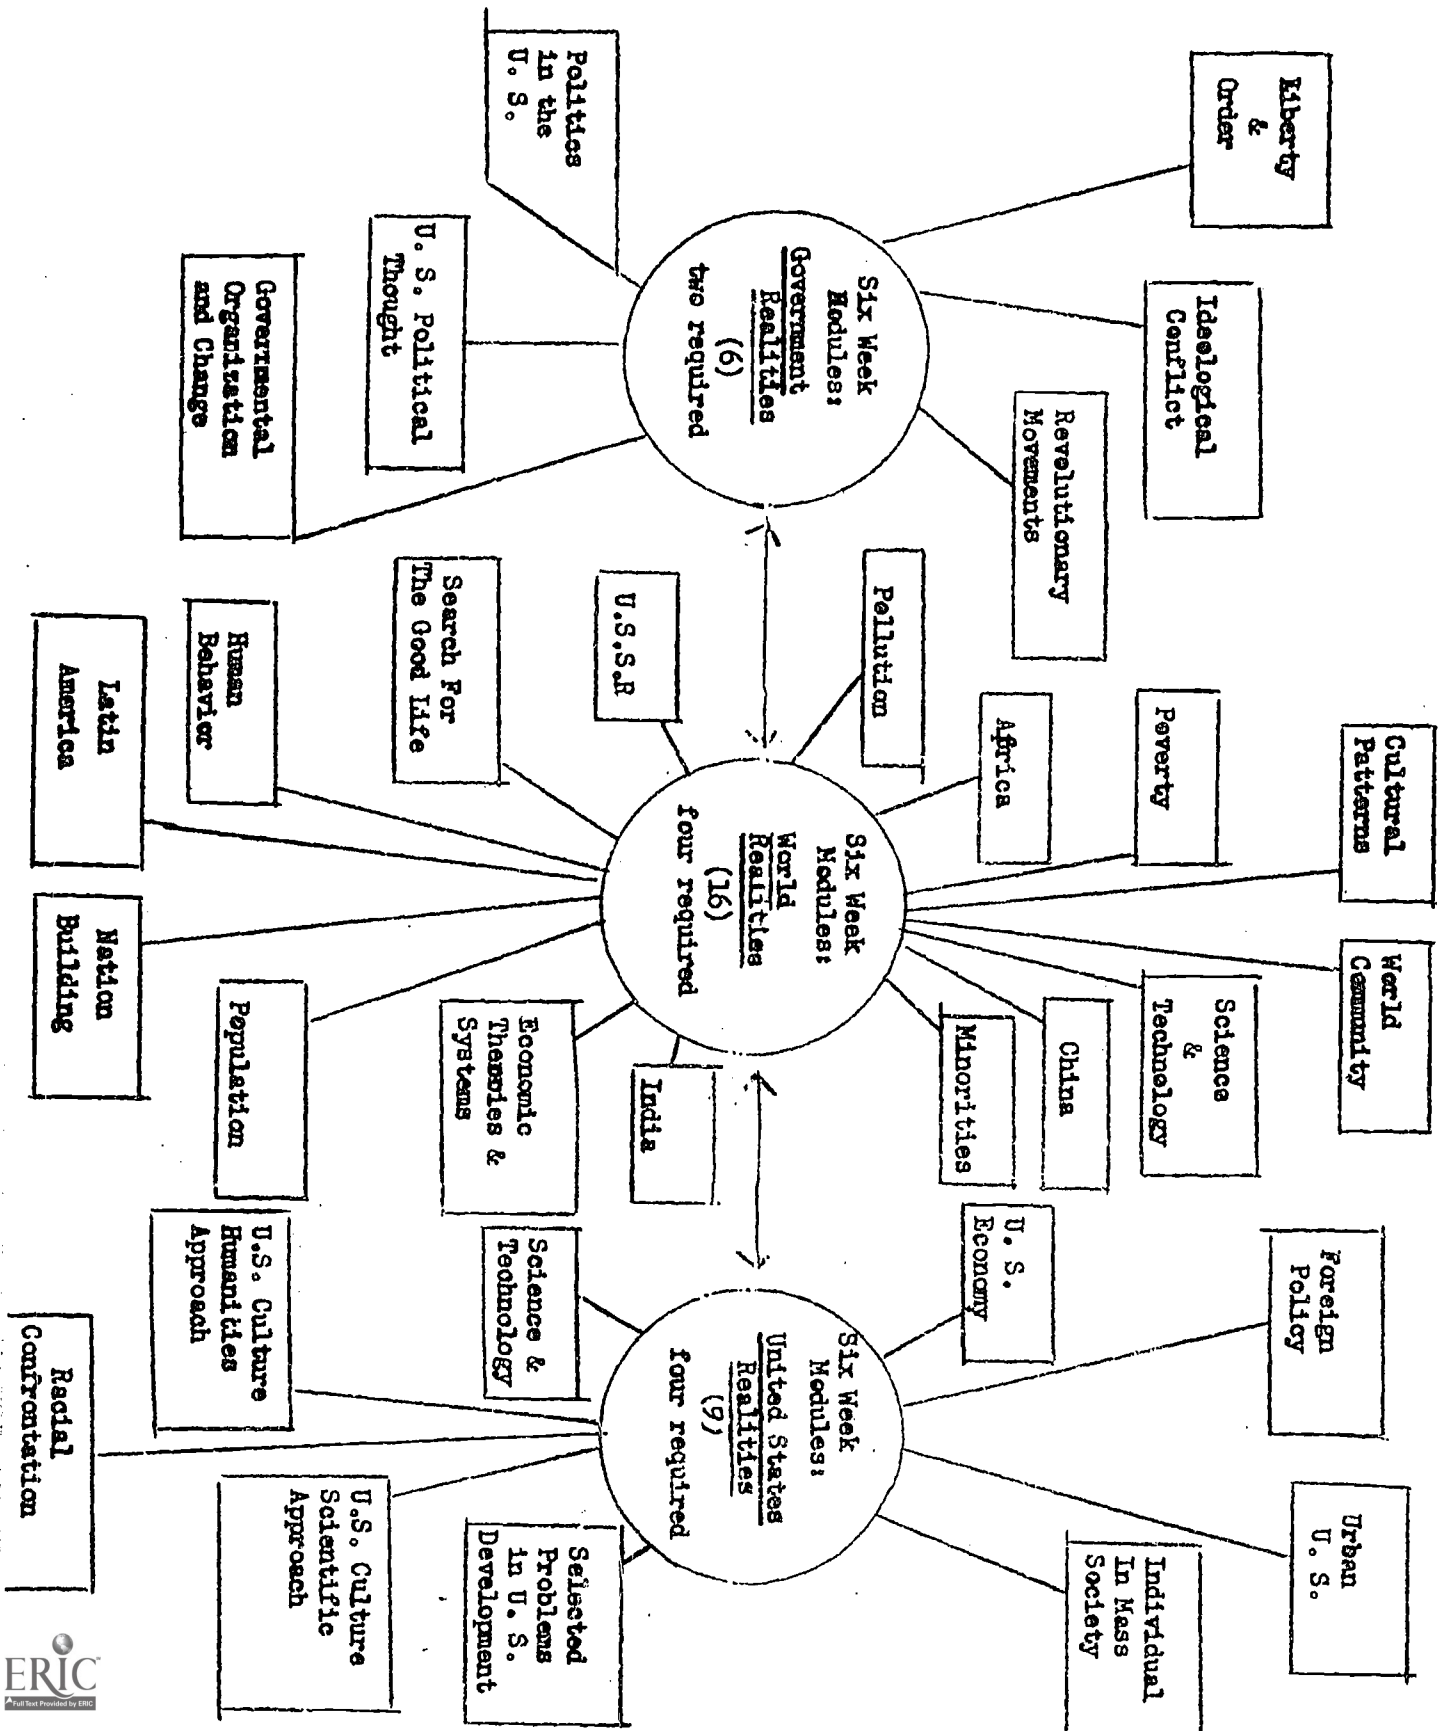 Liberty
&
Order
Ideological
Conflict
Revolutionary
Movements
Six Week
Modules:
Government
Realities
(6)
two required
Politics
in the
U. S.
U. S. Political
Thought
Governmental
Organization
and Change
Cultural
Patterns
World
Community
Poverty
Science
&
Technology
Africa
China
Pollution
Minorities
Six Week
Modules:
World
Realities
(16)
four required
U.S.S.R
India
Search For
The Good Life
Economic
Theories &
Systems
Human
Behavior
Population
Latin
America
Nation
Building
Foreign
Policy
Urban
U. S.
U. S.
Economy
Individual
In Mass
Society
Six Week
Modules:
United States
Realities
(9)
four required
Science &
Technology
Selected
Problems
in U. S.
Development
U.S. Culture
Humanities
Approach
U.S. Culture
Scientific
Approach
Racial
Confrontation
ERIC
Full Text Provided by ERIC